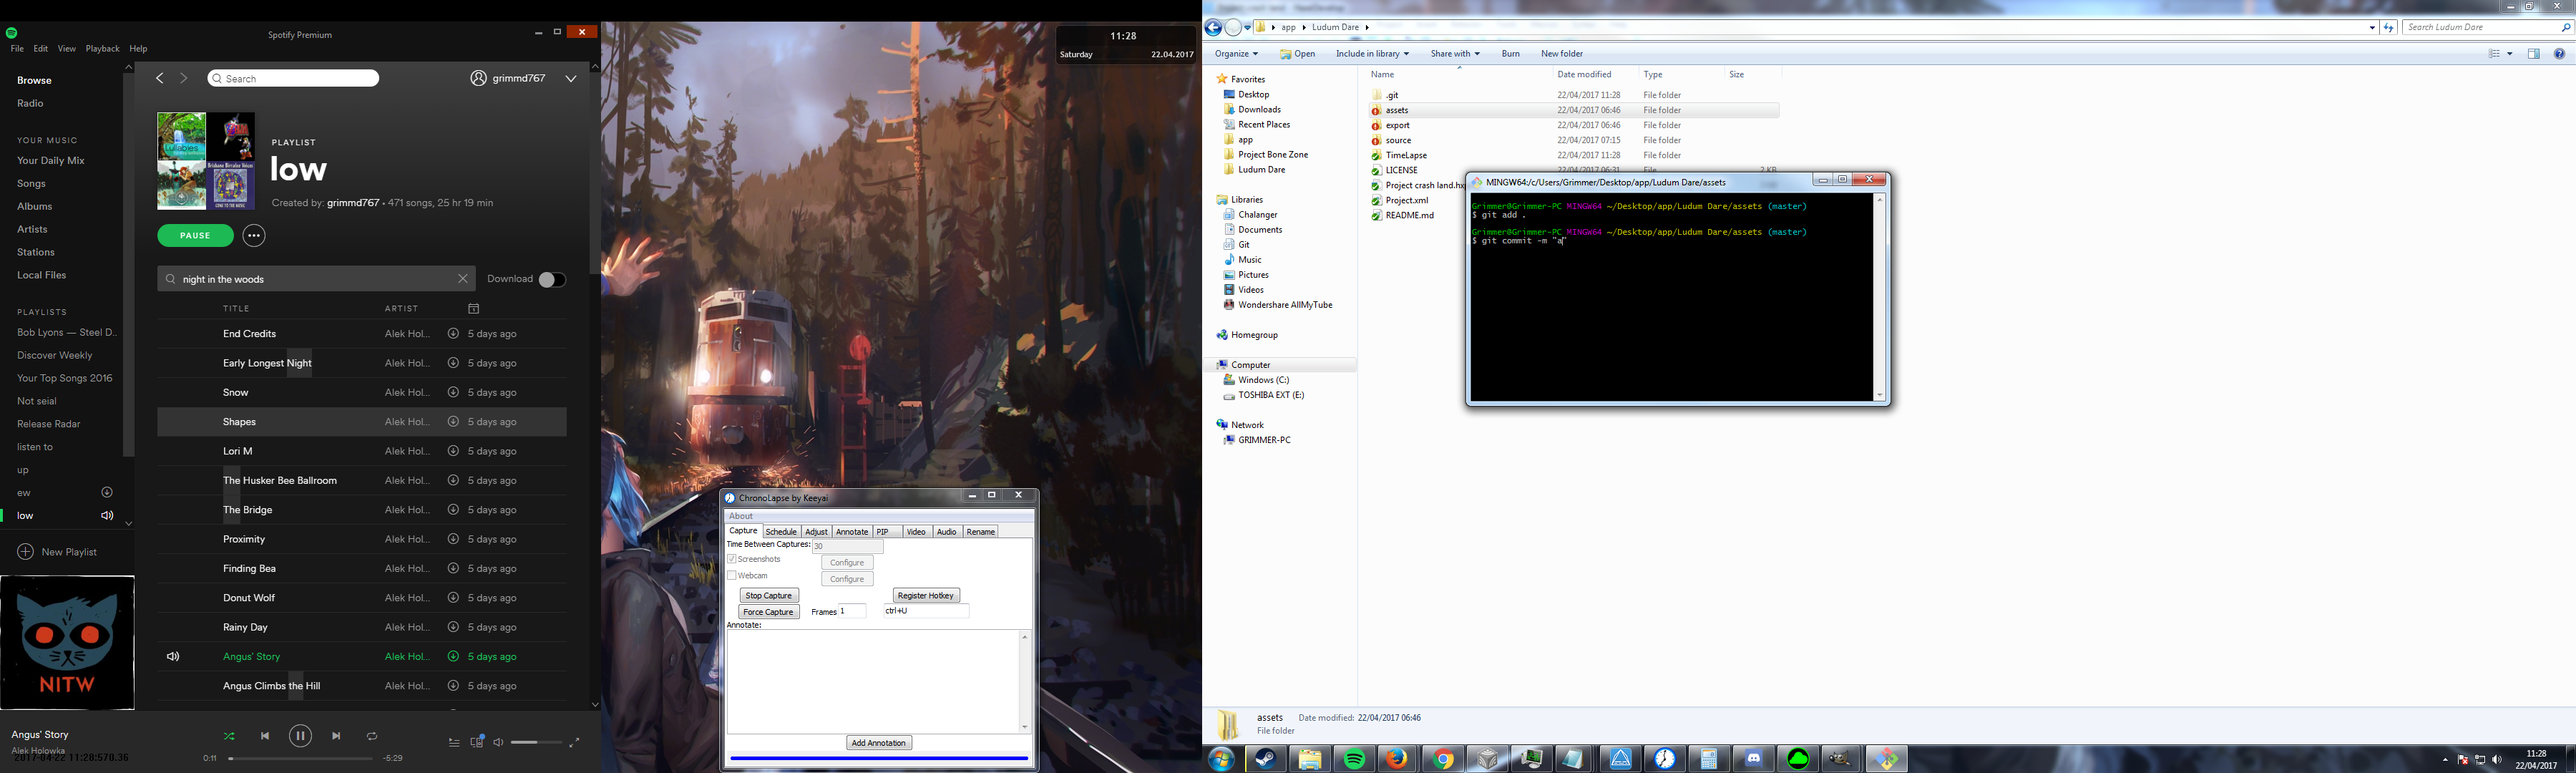 Spotify Premium
File Edit View Playback Help
Browse
Radio
YOUR MUSIC
Your Daily Mix
Songs
Albums
Artists
Stations
Local Files
PLAYLISTS
Bob Lyons — Steel D..
Discover Weekly
Your Top Songs 2016
Not seial
Release Radar
listen to
up
ew
low
New Playlist
NITW
Search
grimmd767
Lullabies
PLAYLIST
low
Created by: grimmd767 • 471 songs, 25 hr 19 min
PAUSE
night in the woods
Download
TITLE ARTIST
End Credits Alek Hol... 5 days ago
Early Longest Night Alek Hol... 5 days ago
Snow Alek Hol... 5 days ago
Shapes Alek Hol... 5 days ago
Lori M Alek Hol... 5 days ago
The Husker Bee Ballroom Alek Hol... 5 days ago
The Bridge Alek Hol... 5 days ago
Proximity Alek Hol... 5 days ago
Finding Bea Alek Hol... 5 days ago
Donut Wolf Alek Hol... 5 days ago
Rainy Day Alek Hol... 5 days ago
Angus' Story Alek Hol... 5 days ago
Angus Climbs the Hill Alek Hol... 5 days ago
Angus' Story
Alek Holowka
2017-04-22 11:28:570.36
0:11 -5:29
11:28
Saturday 22.04.2017
ChronoLapse by Keeyai
About
Capture Schedule Adjust Annotate PIP Video Audio Rename
Time Between Captures: 30
Screenshots Configure
Webcam Configure
Stop Capture Register Hotkey
Force Capture Frames 1 ctrl+U
Annotate:
Add Annotation
app Ludum Dare
Search Ludum Dare
Organize Open Include in library Share with Burn New folder
Favorites
Desktop
Downloads
Recent Places
app
Project Bone Zone
Ludum Dare
Libraries
Chalanger
Documents
Git
Music
Pictures
Videos
Wondershare AllMyTube
Homegroup
Computer
Windows (C:)
TOSHIBA EXT (E:)
Network
GRIMMER-PC
Name Date modified Type Size
.git 22/04/2017 11:28 File folder
assets 22/04/2017 06:46 File folder
export 22/04/2017 06:46 File folder
source 22/04/2017 07:15 File folder
TimeLapse 22/04/2017 11:28 File folder
LICENSE 22/04/2017 06:31 2 KB
Project crash land.hxp
Project.xml
README.md
MINGW64:/c/Users/Grimmer/Desktop/app/Ludum Dare/assets
Grimmer@Grimmer-PC MINGW64 ~/Desktop/app/Ludum Dare/assets (master)
$ git add .
Grimmer@Grimmer-PC MINGW64 ~/Desktop/app/Ludum Dare/assets (master)
$ git commit -m "a"
assets Date modified: 22/04/2017 06:46
File folder
11:28
22/04/2017